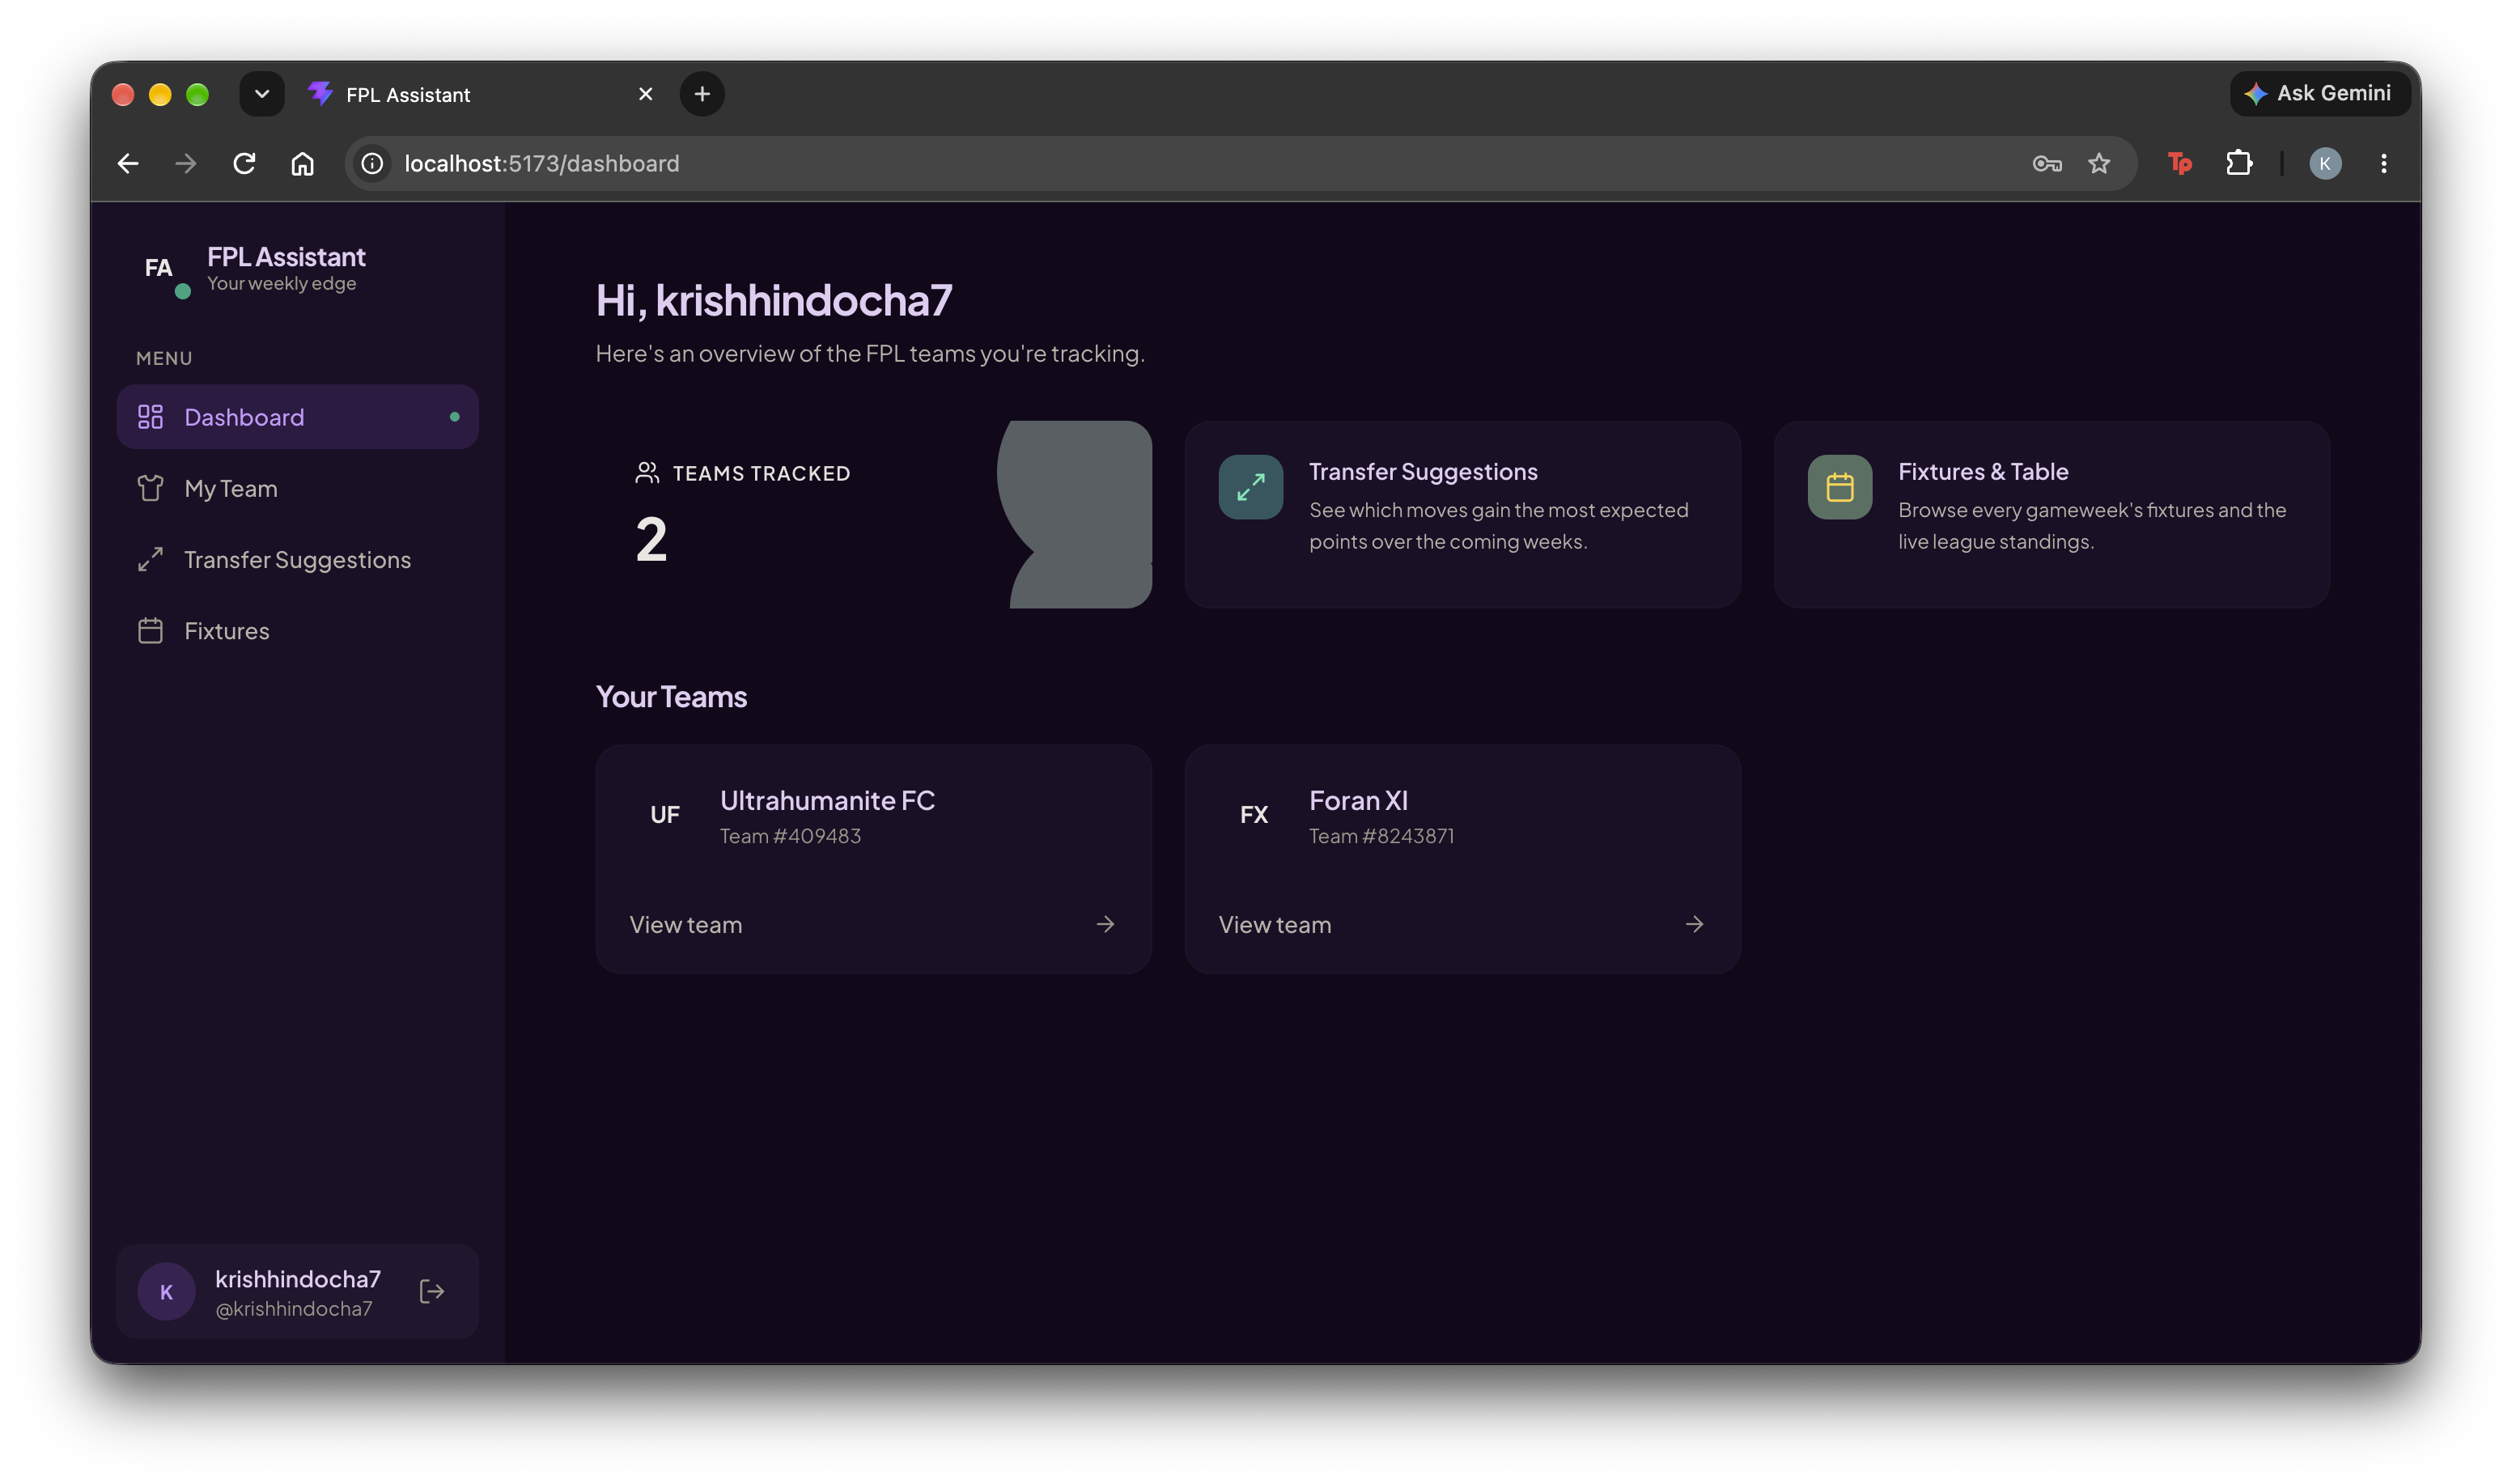 FPL Assistant
Ask Gemini
localhost:5173/dashboard
Tp
K
FA
FPL Assistant
Your weekly edge
MENU
Dashboard
My Team
Transfer Suggestions
Fixtures
krishhindocha7
@krishhindocha7
K
Hi, krishhindocha7
Here's an overview of the FPL teams you're tracking.
TEAMS TRACKED
2
Transfer Suggestions
See which moves gain the most expected
points over the coming weeks.
Fixtures & Table
Browse every gameweek's fixtures and the
live league standings.
Your Teams
UF
Ultrahumanite FC
Team #409483
View team
FX
Foran XI
Team #8243871
View team